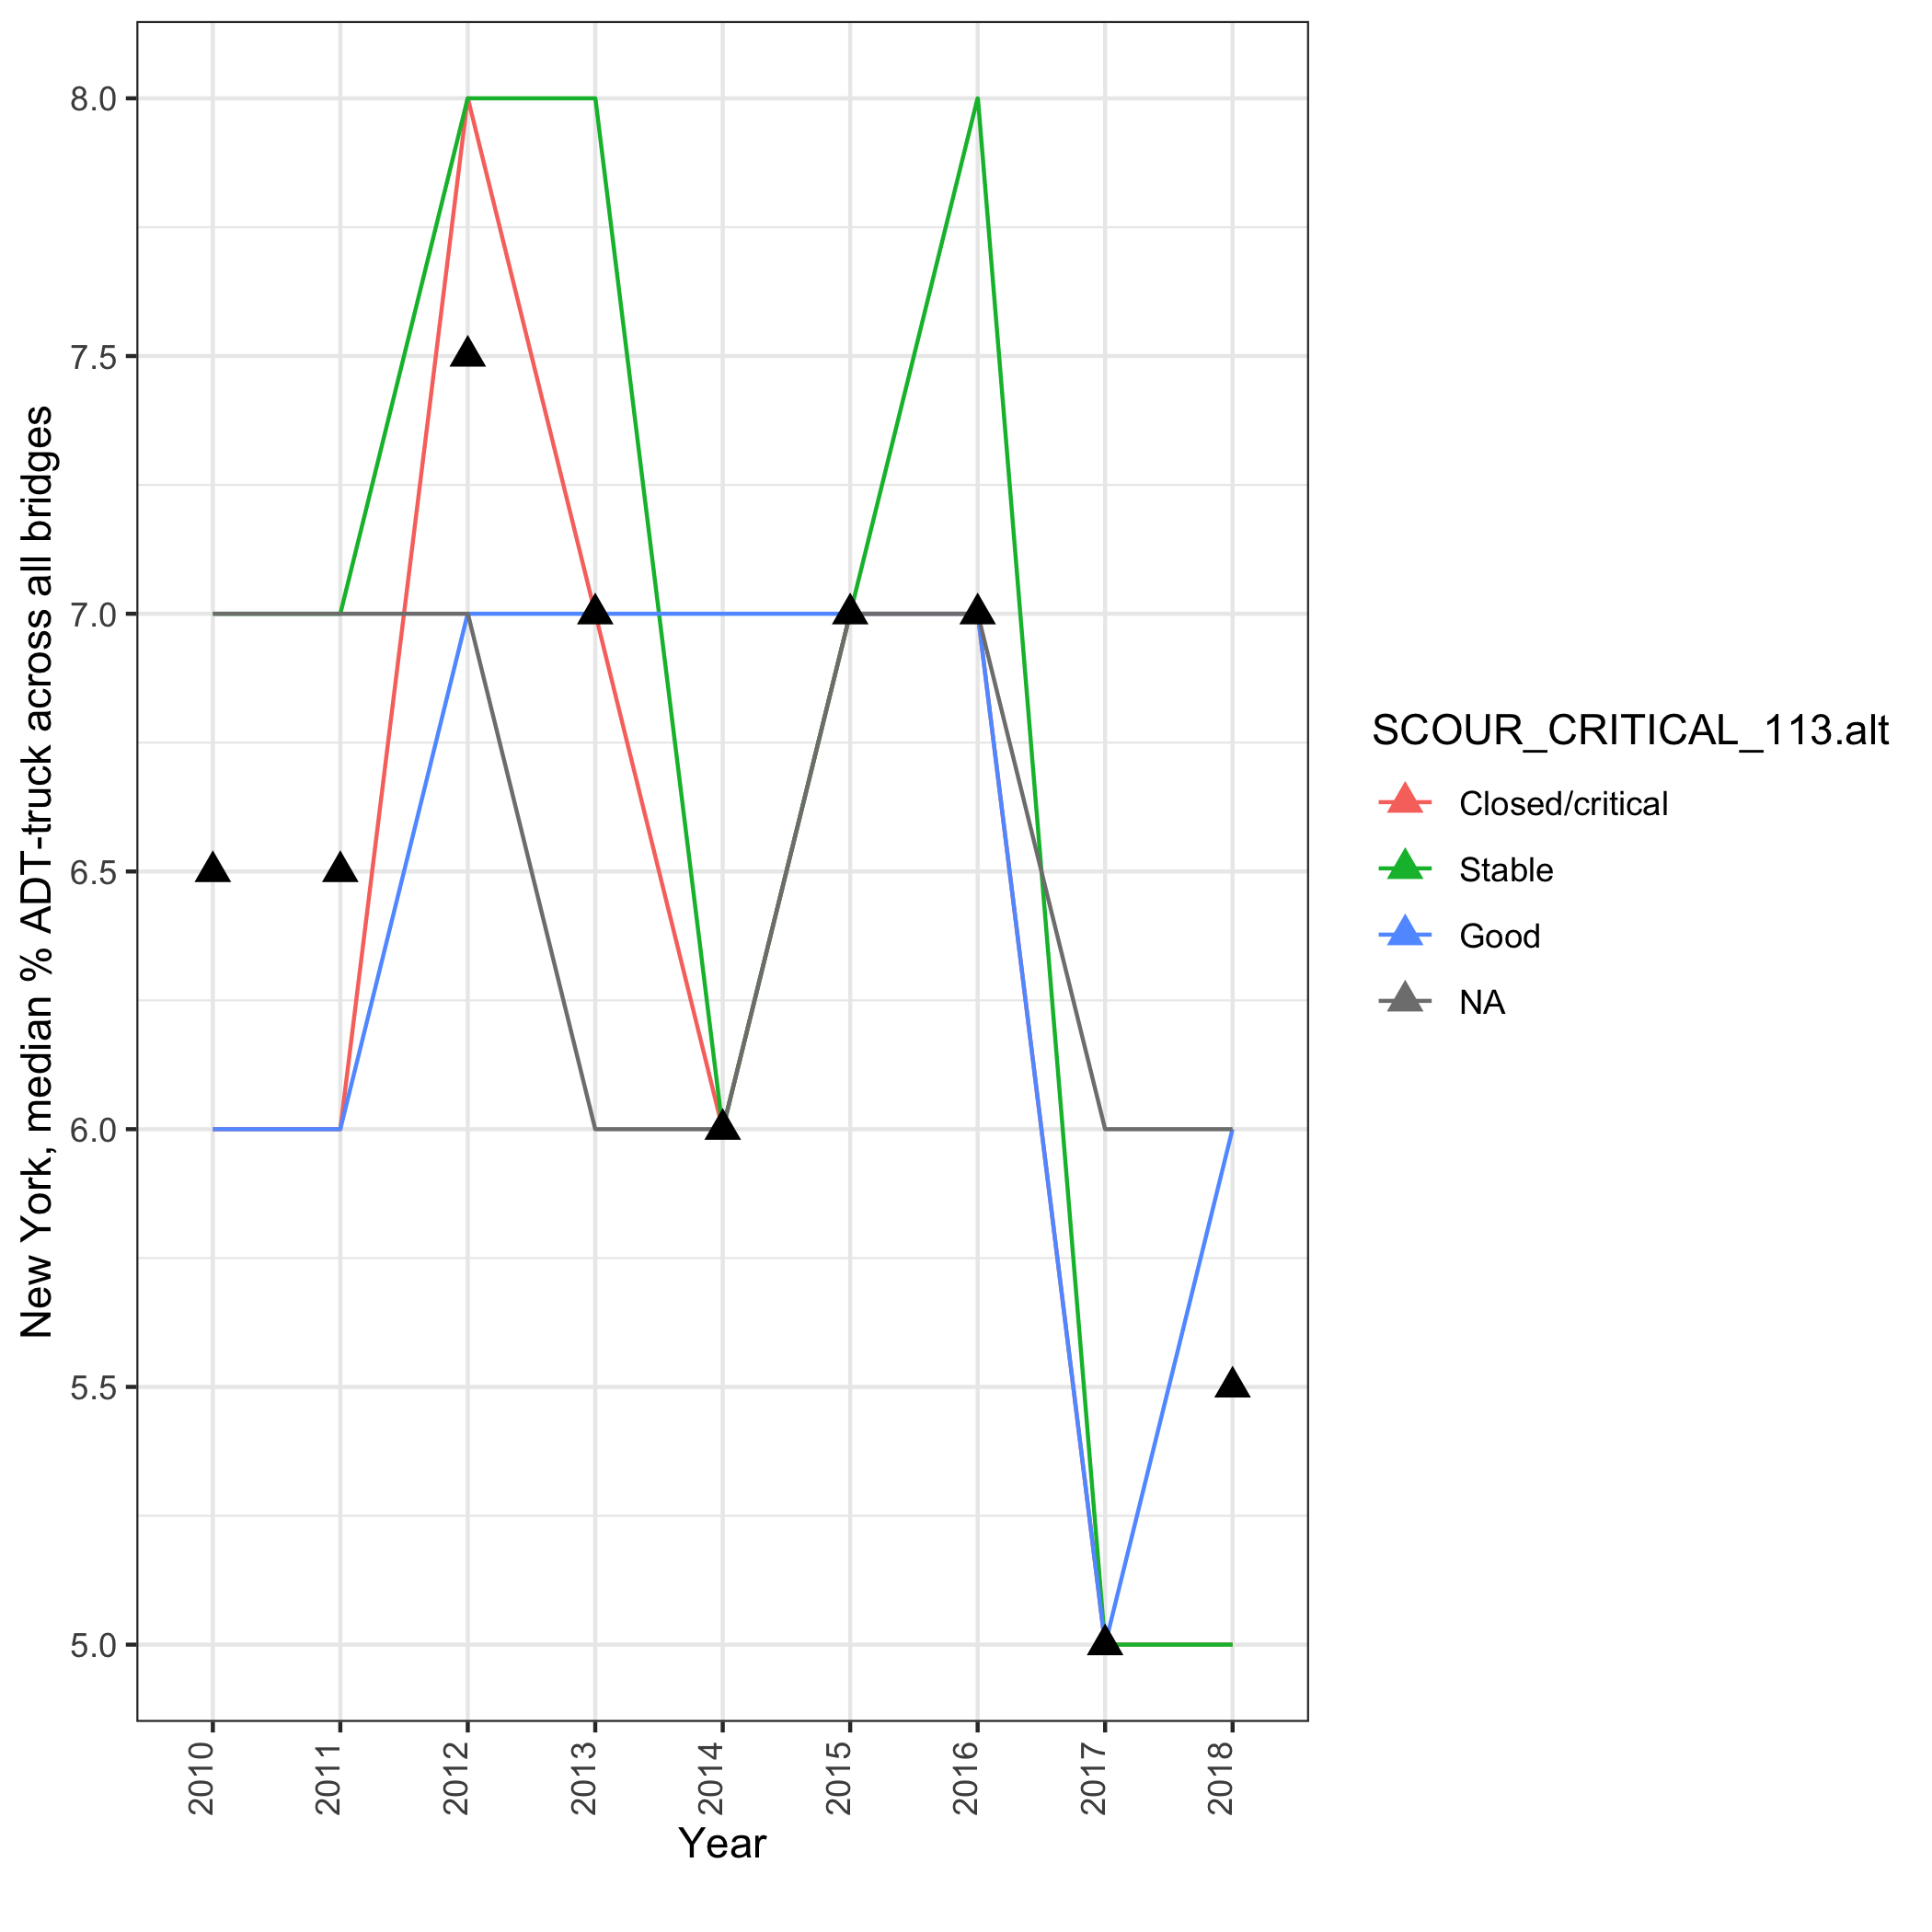 New York, median % ADT-truck across all bridges
8.0
7.5
7.0
6.5
6.0
5.5
5.0
2010
2011
2012
2013
2014
2015
2016
2017
2018
Year
SCOUR_CRITICAL_113.alt
Closed/critical
Stable
Good
NA